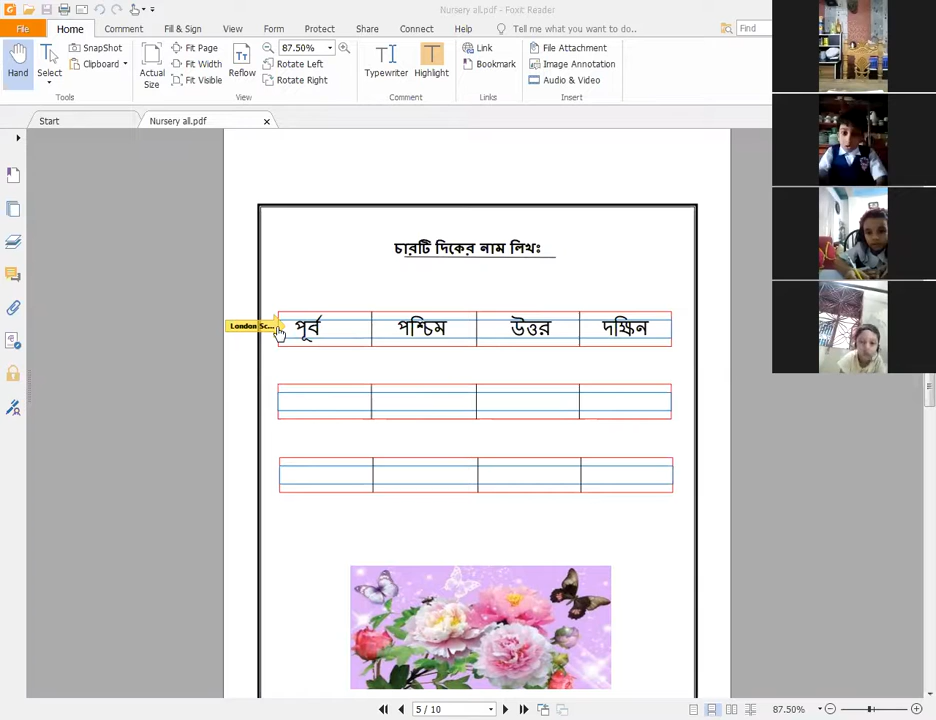 Nursery all.pdf - Foxit Reader
File Home Comment Fill & Sign View Form Protect Share Connect Help Tell me what you want to do.. Find
Hand Select SnapShot Clipboard Actual Size Fit Page Fit Width Fit Visible Reflow 87.50% Rotate Left Rotate Right Typewriter Highlight Link Bookmark File Attachment Image Annotation Audio & Video
Tools View Comment Links Insert
Start Nursery all.pdf
চারটি দিকের নাম লিখঃ
London Sc...
পূর্ব পশ্চিম উত্তর দক্ষিন
5 / 10 87.50%